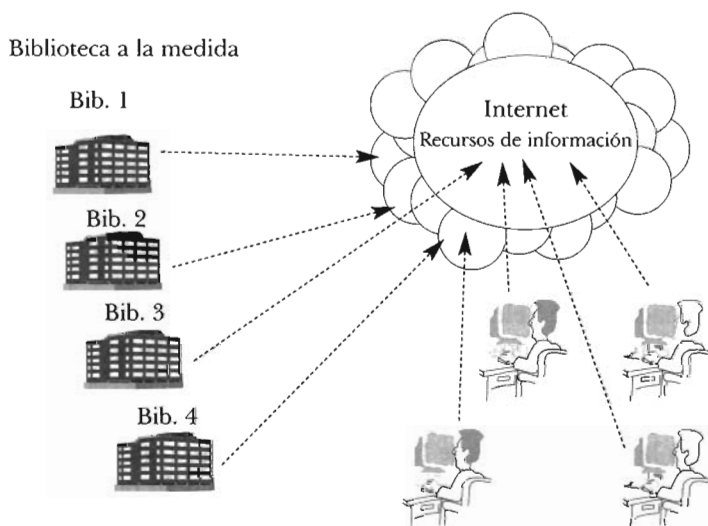 Biblioteca a la medida
Bib. 1
Bib. 2
Bib. 3
Bib. 4
Internet
Recursos de información